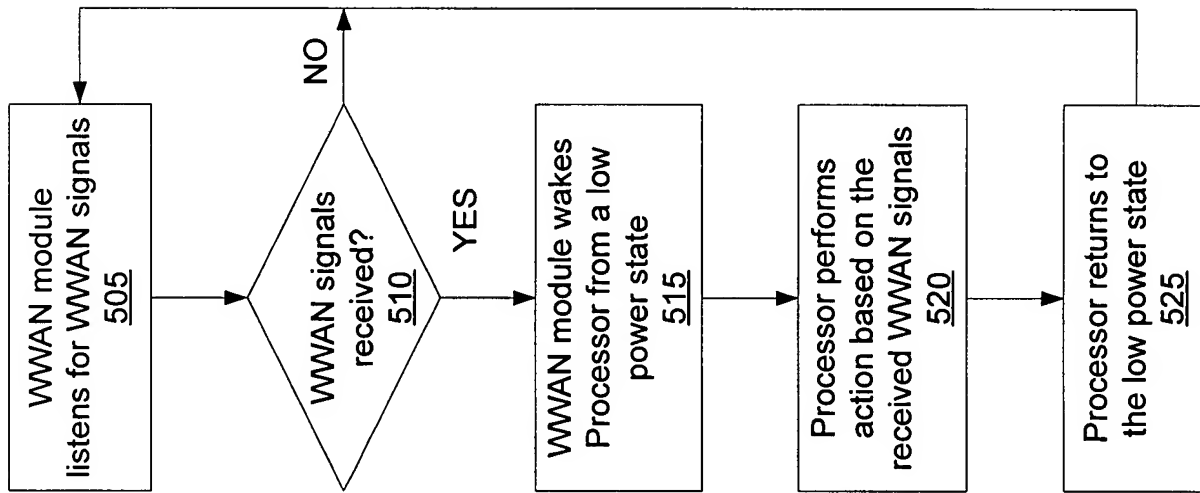 WWAN module
listens for WWAN signals
505
WWAN signals
received?
510
NO
YES
WWAN module wakes
Processor from a low
power state
515
Processor performs
action based on the
received WWAN signals
520
Processor returns to
the low power state
525